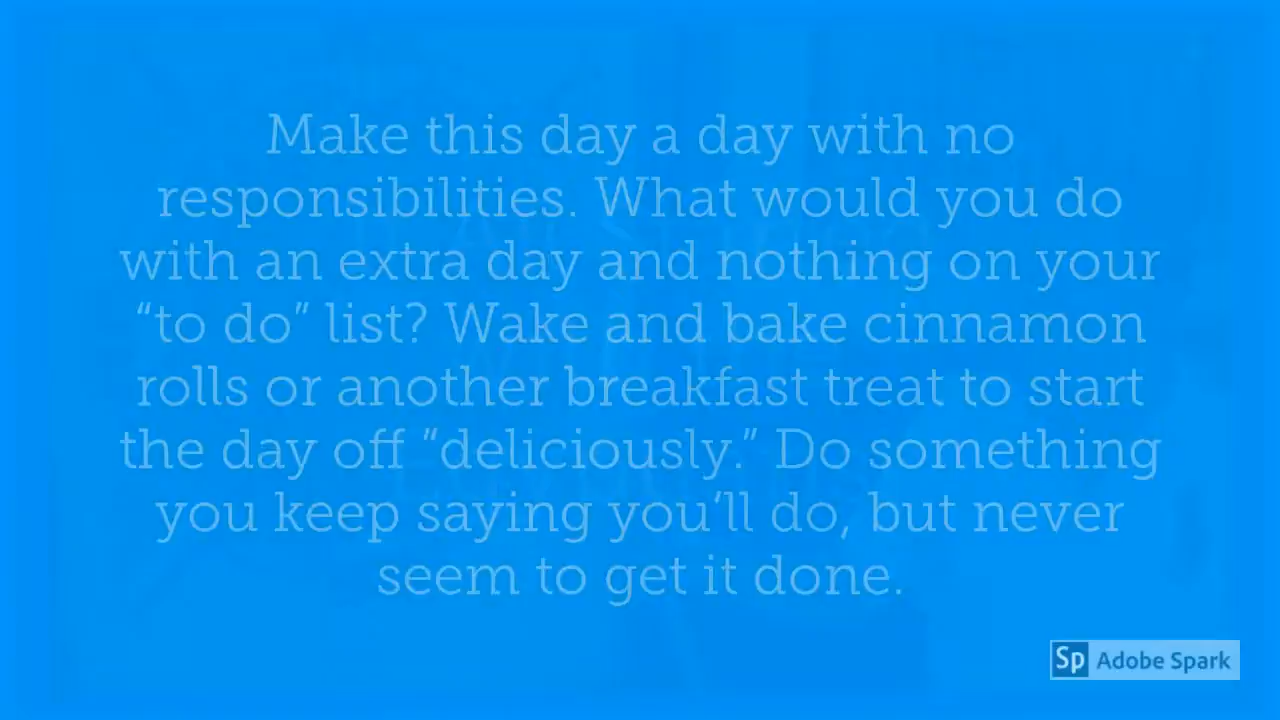 Make this day a day with no
responsibilities. What would you do
with an extra day and nothing on your
“to do” list? Wake and bake cinnamon
rolls or another breakfast treat to start
the day off “deliciously.” Do something
you keep saying you’ll do, but never
seem to get it done.
Sp Adobe Spark